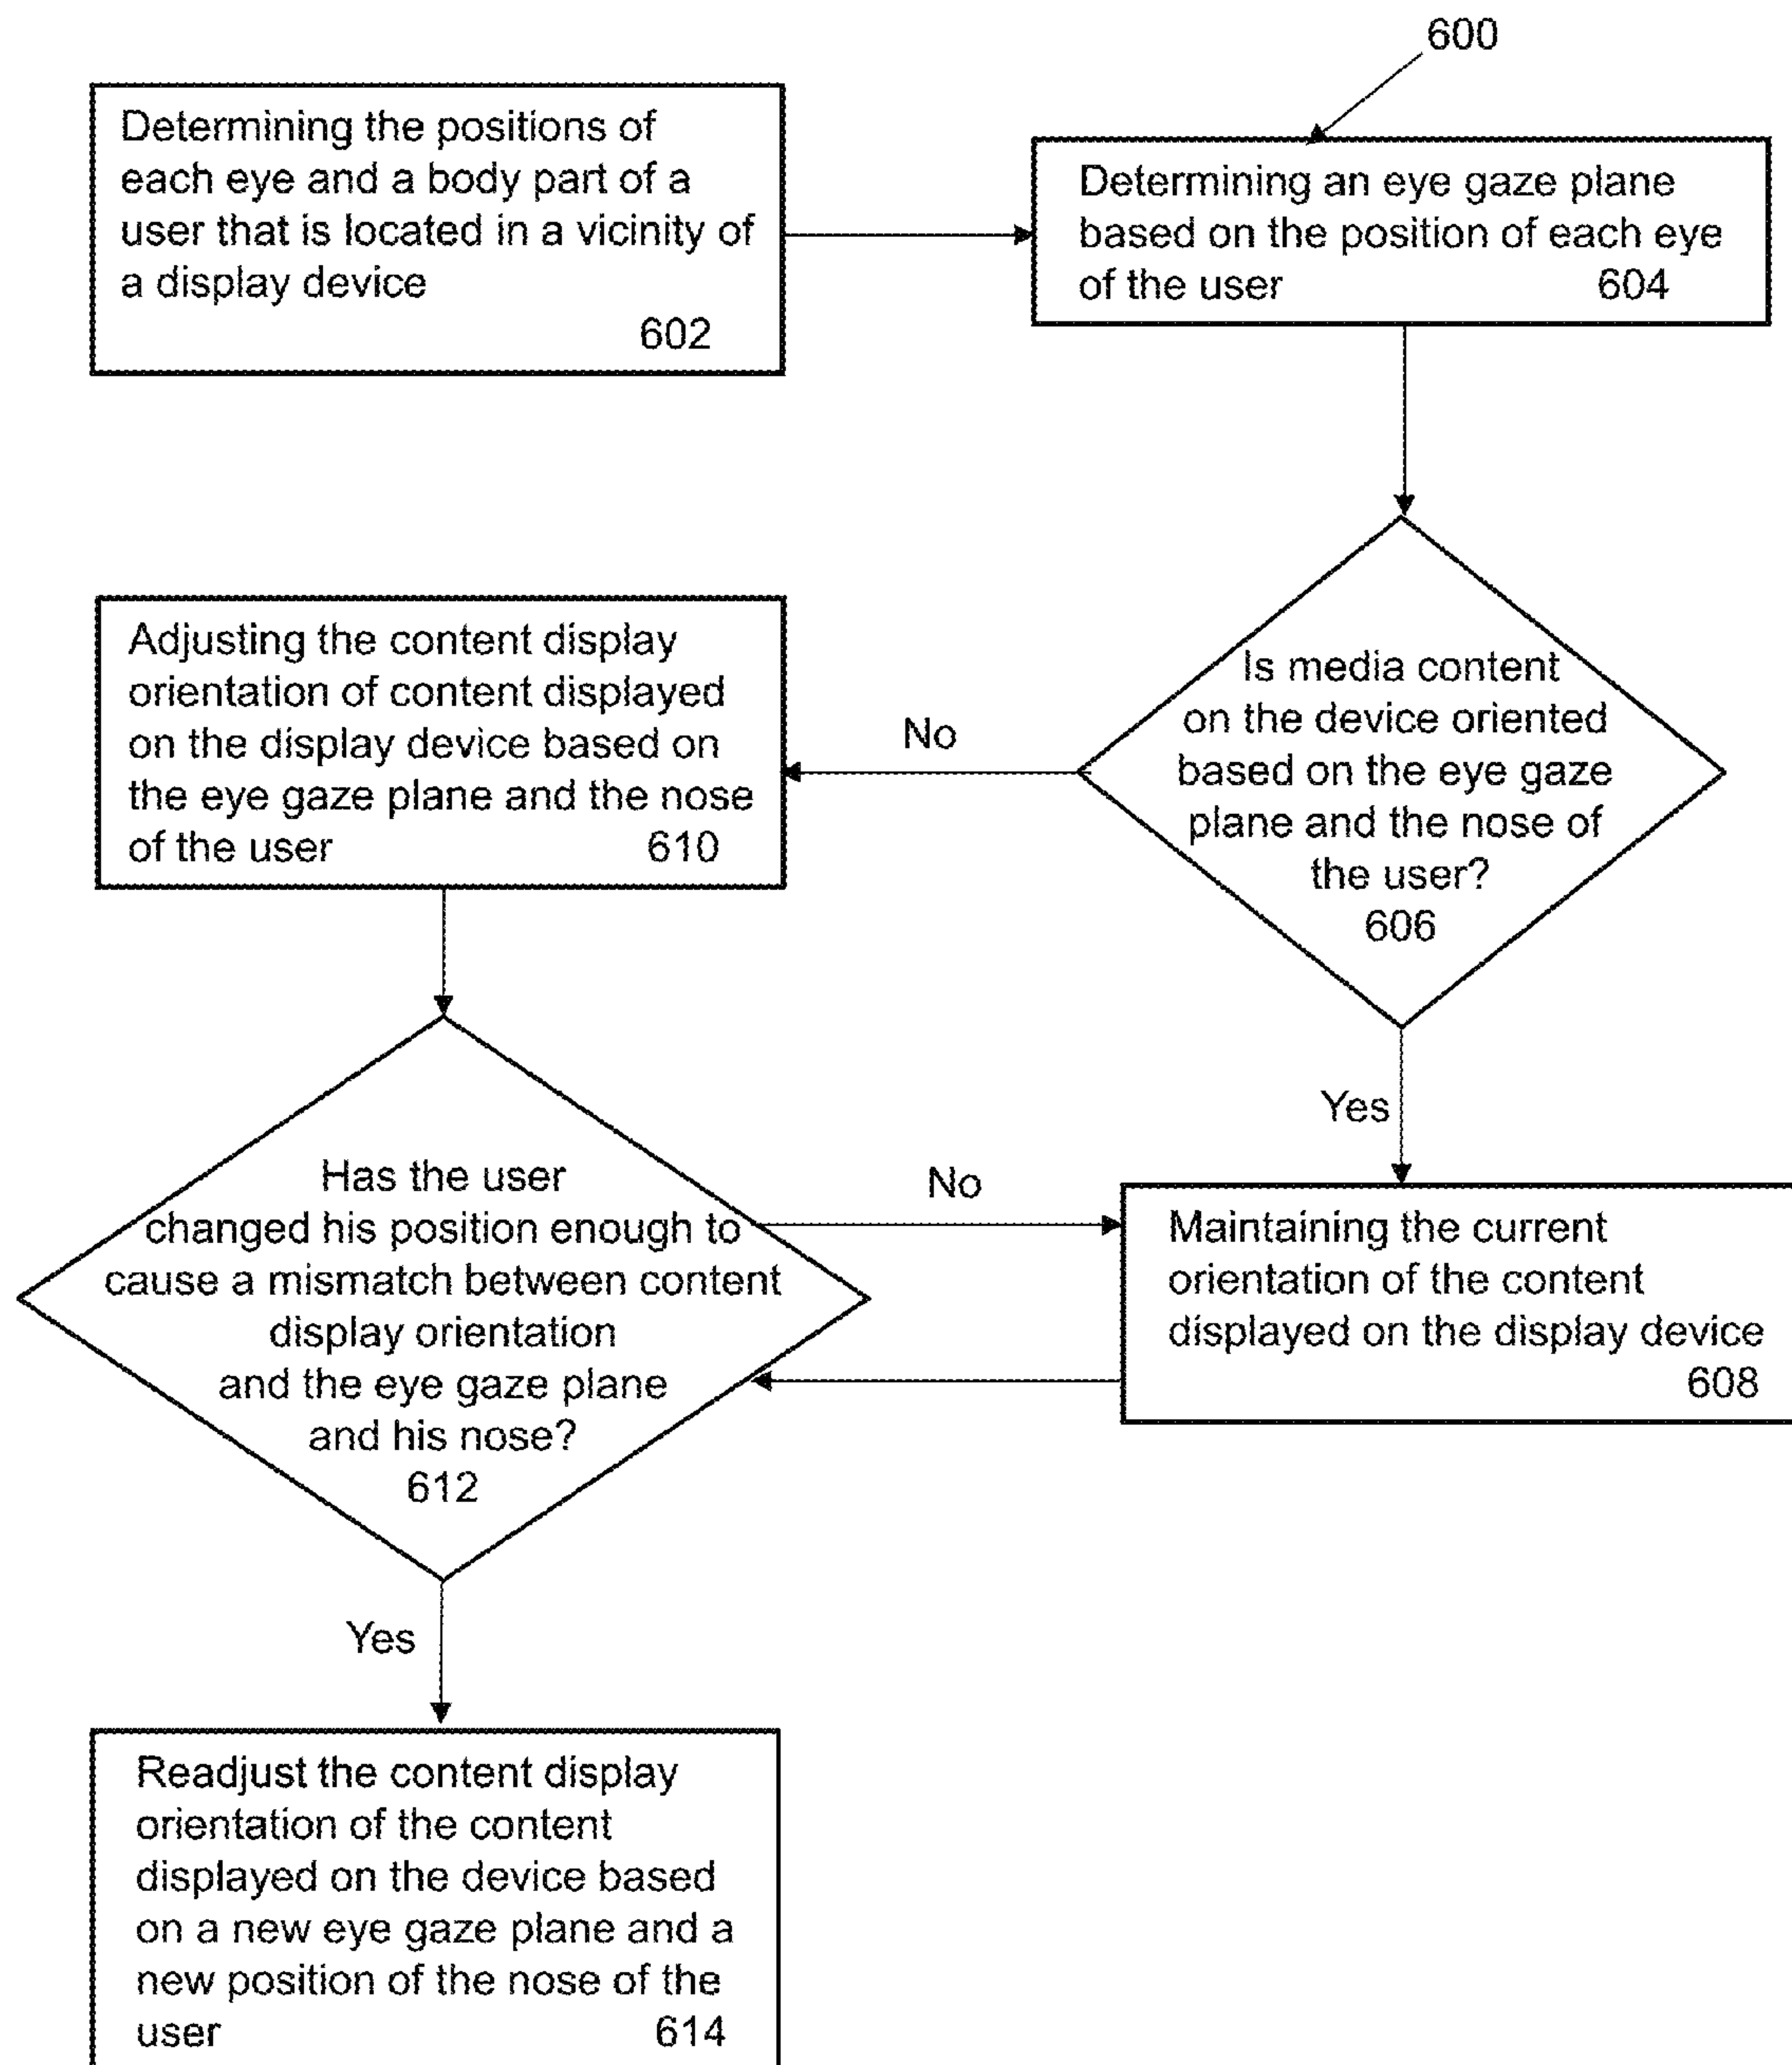 600
Determining the positions of
each eye and a body part of a
user that is located in a vicinity of
a display device
602
Determining an eye gaze plane
based on the position of each eye
of the user 604
Is media content
on the device oriented
based on the eye gaze
plane and the nose of
the user?
606
No
Adjusting the content display
orientation of content displayed
on the display device based on
the eye gaze plane and the nose
of the user 610
Yes
Has the user
changed his position enough to
cause a mismatch between content
display orientation
and the eye gaze plane
and his nose?
612
No
Maintaining the current
orientation of the content
displayed on the display device
608
Yes
Readjust the content display
orientation of the content
displayed on the device based
on a new eye gaze plane and a
new position of the nose of the
user 614